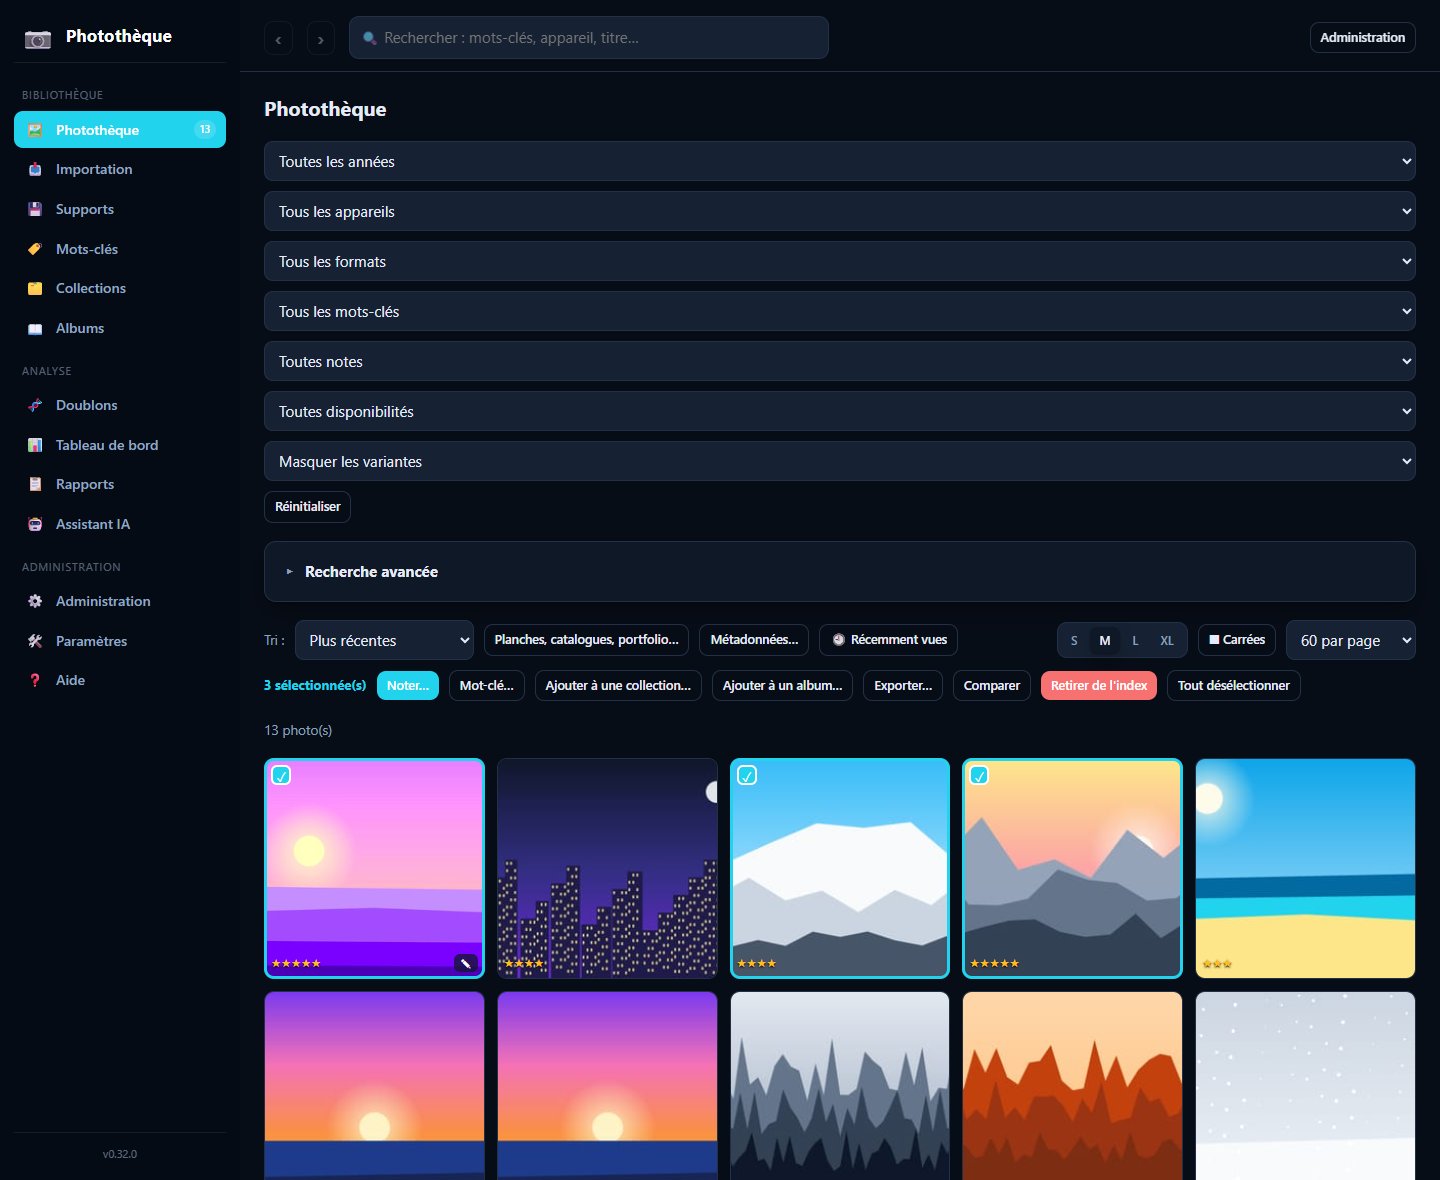 Photothèque
BIBLIOTHÈQUE
Photothèque 13
Importation
Supports
Mots-clés
Collections
Albums
ANALYSE
Doublons
Tableau de bord
Rapports
Assistant IA
ADMINISTRATION
Administration
Paramètres
Aide
v0.32.0
Rechercher : mots-clés, appareil, titre...
Administration
Photothèque
Toutes les années
Tous les appareils
Tous les formats
Tous les mots-clés
Toutes notes
Toutes disponibilités
Masquer les variantes
Réinitialiser
Recherche avancée
Tri : Plus récentes Planches, catalogues, portfolio... Métadonnées... Récemment vues S M L XL Carrées 60 par page
3 sélectionnée(s) Noter... Mot-clé... Ajouter à une collection... Ajouter à un album... Exporter... Comparer Retirer de l'index Tout désélectionner
13 photo(s)